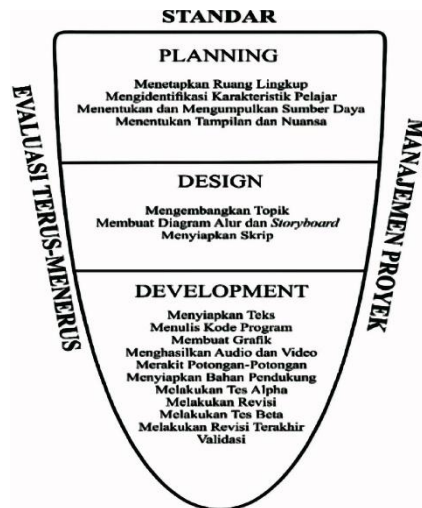 STANDAR
PLANNING
Menetapkan Ruang Lingkup
Mengidentifikasi Karakteristik Pelajar
Menentukan dan Mengumpulkan Sumber Daya
Menentukan Tampilan dan Nuansa
DESIGN
Mengembangkan Topik
Membuat Diagram Alur dan Storyboard
Menyiapkan Skrip
DEVELOPMENT
Menyiapkan Teks
Menulis Kode Program
Membuat Grafik
Menghasilkan Audio dan Video
Merakit Potongan-Potongan
Menyiapkan Bahan Pendukung
Melakukan Tes Alpha
Melakukan Revisi
Melakukan Tes Beta
Melakukan Revisi Terakhir
Validasi
EVALUASI TERUS-MENERUS
MANAJEMEN PROYEK